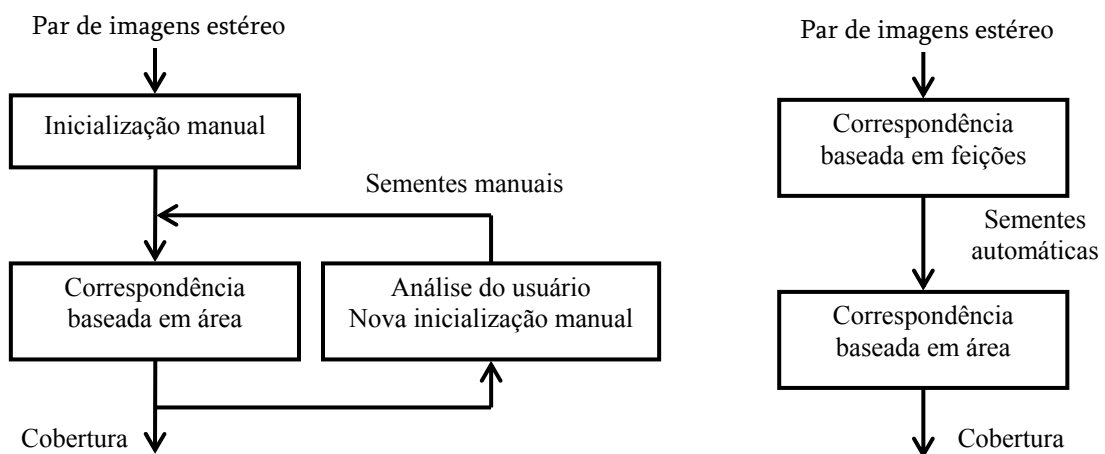 Par de imagens estéreo
Inicialização manual
Sementes manuais
Correspondência
baseada em área
Análise do usuário
Nova inicialização manual
Cobertura
Par de imagens estéreo
Correspondência
baseada em feições
Sementes
automáticas
Correspondência
baseada em área
Cobertura